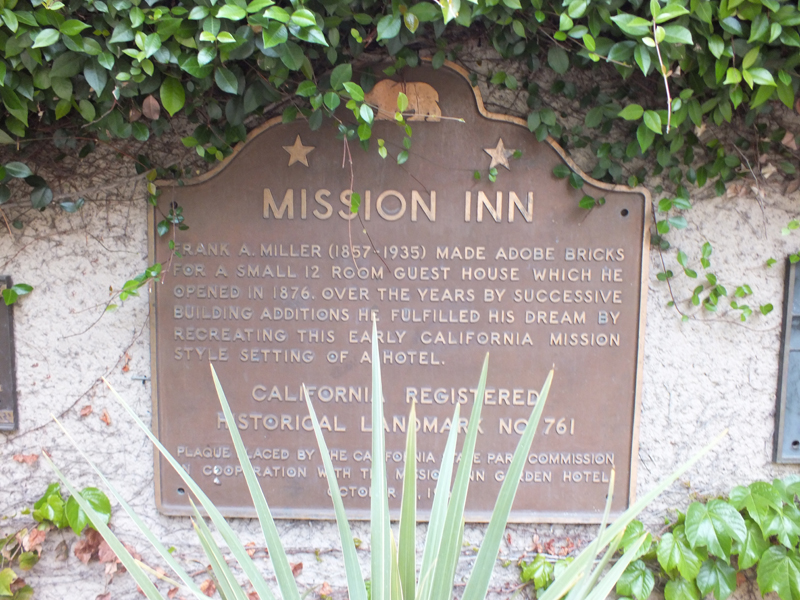 MISSION INN
FRANK A. MILLER (1857-1935) MADE ADOBE BRICKS
FOR A SMALL 12 ROOM GUEST HOUSE WHICH HE
OPENED IN 1876. OVER THE YEARS BY SUCCESSIVE
BUILDING ADDITIONS HE FULFILLED HIS DREAM BY
RECREATING THIS EARLY CALIFORNIA MISSION
STYLE SETTING OF A HOTEL.
CALIFORNIA REGISTERED
HISTORICAL LANDMARK NO. 761
PLAQUE PLACED BY THE CALIFORNIA STATE PARK COMMISSION
IN COOPERATION WITH THE MISSION INN GARDEN HOTEL
OCTOBER